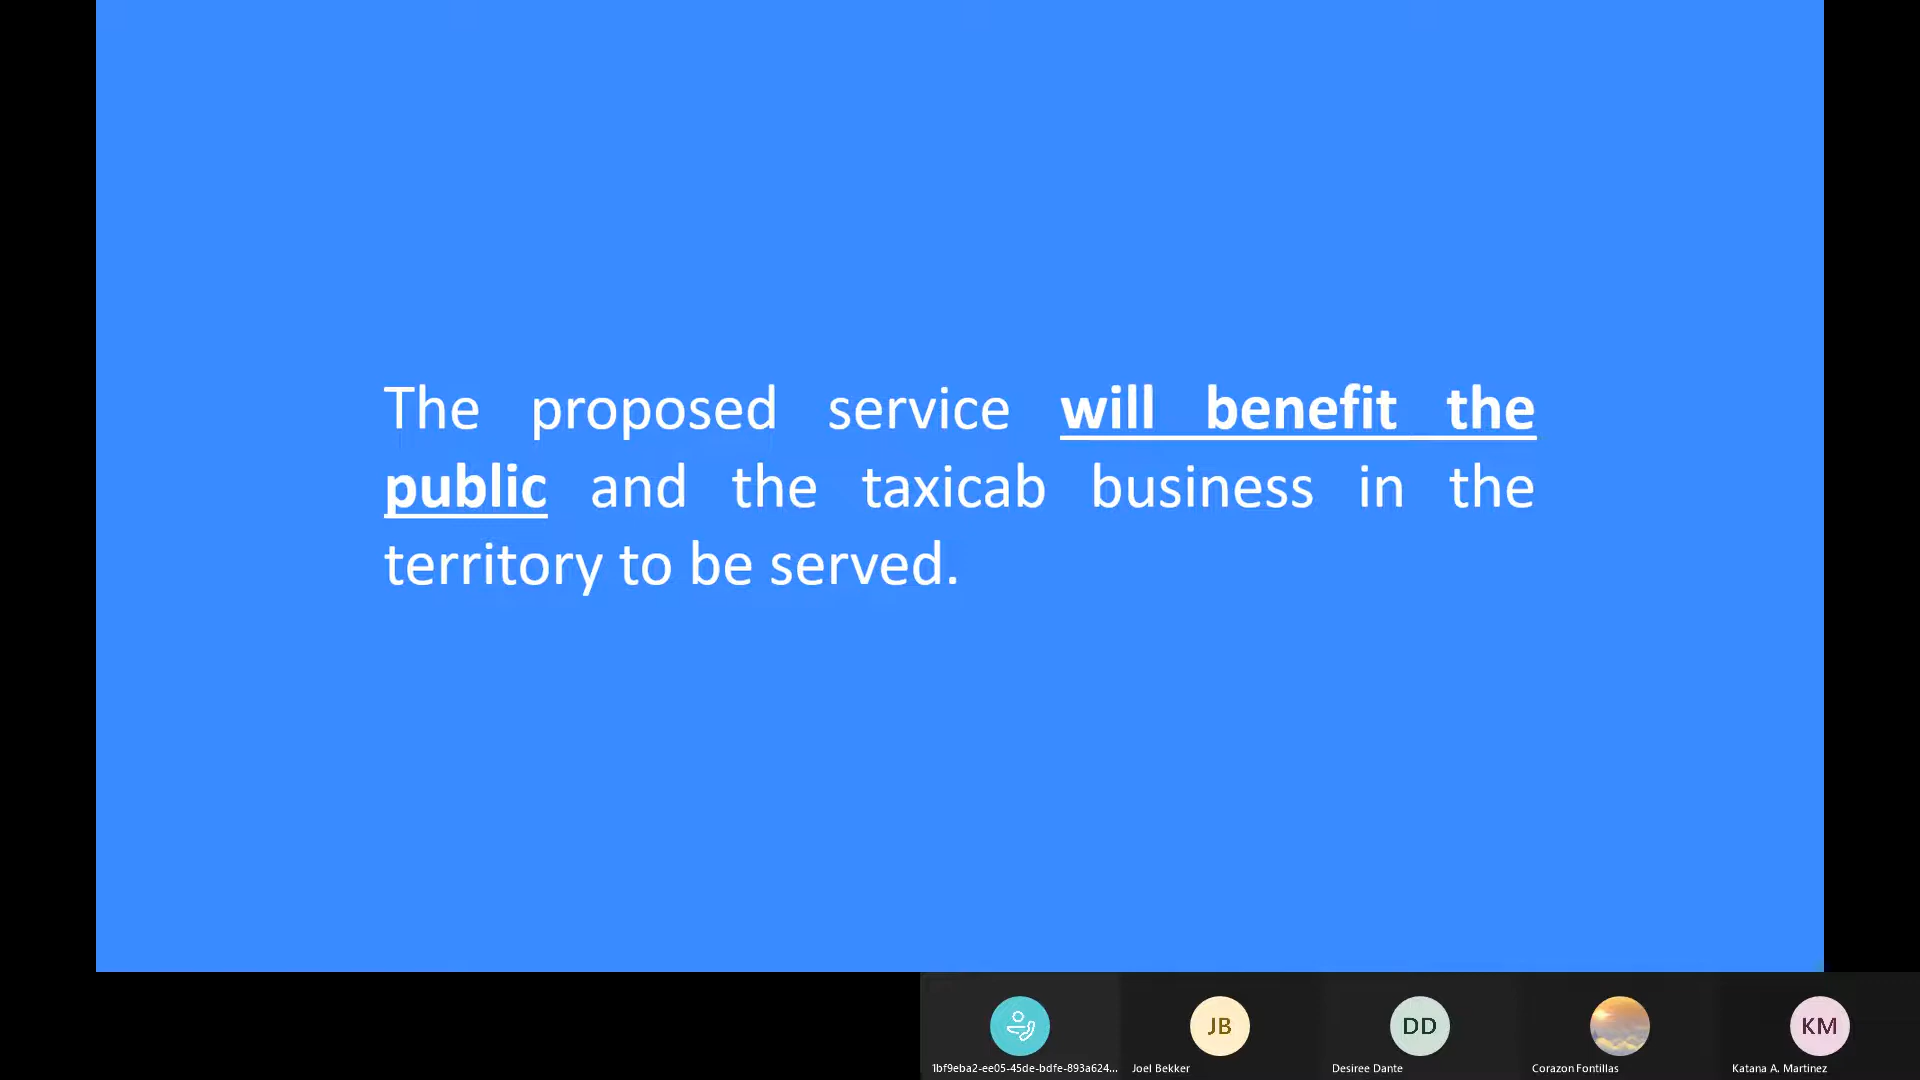 The proposed service will benefit the
public and the taxicab business in the
territory to be served.
JB
DD
KM
1bf9eba2-ee05-45de-bdfe-893a624...
Joel Bekker
Desiree Dante
Corazon Fontillas
Katana A. Martinez